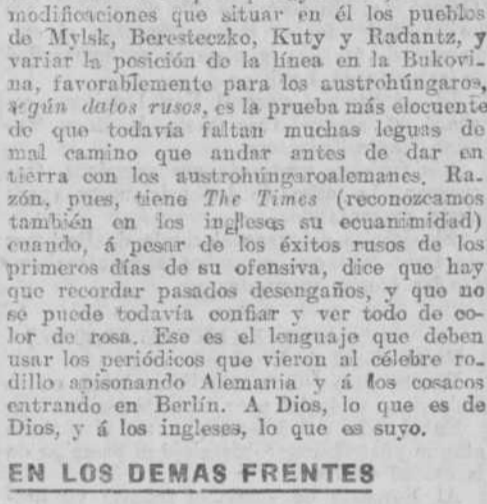 modificaciones que situar en él los pueblos
de Mylsk, Beresteczko, Kuty y Radantz, y
variar la posición de la línea en la Bukovi-
na, favorablemente para los austrohúngaros,
según datos rusos, es la prueba más elocuente
de que todavía faltan muchas leguas de
mal camino que andar antes de dar en
tierra con los austrohúngaroalemanes. Ra-
zón, pues, tiene The Times (reconozcamos
también en los ingleses su ecuanimidad)
cuando, á pesar de los éxitos rusos de los
primeros días de su ofensiva, dice que hay
que recordar pasados desengaños, y que no
se puede todavía confiar y ver todo de co-
lor de rosa. Ese es el lenguaje que deben
usar los periódicos que vieron al célebre ro-
dillo apisonando Alemania y á los cosacos
entrando en Berlín. A Dios, lo que es de
Dios, y á los ingleses, lo que es suyo.
EN LOS DEMAS FRENTES